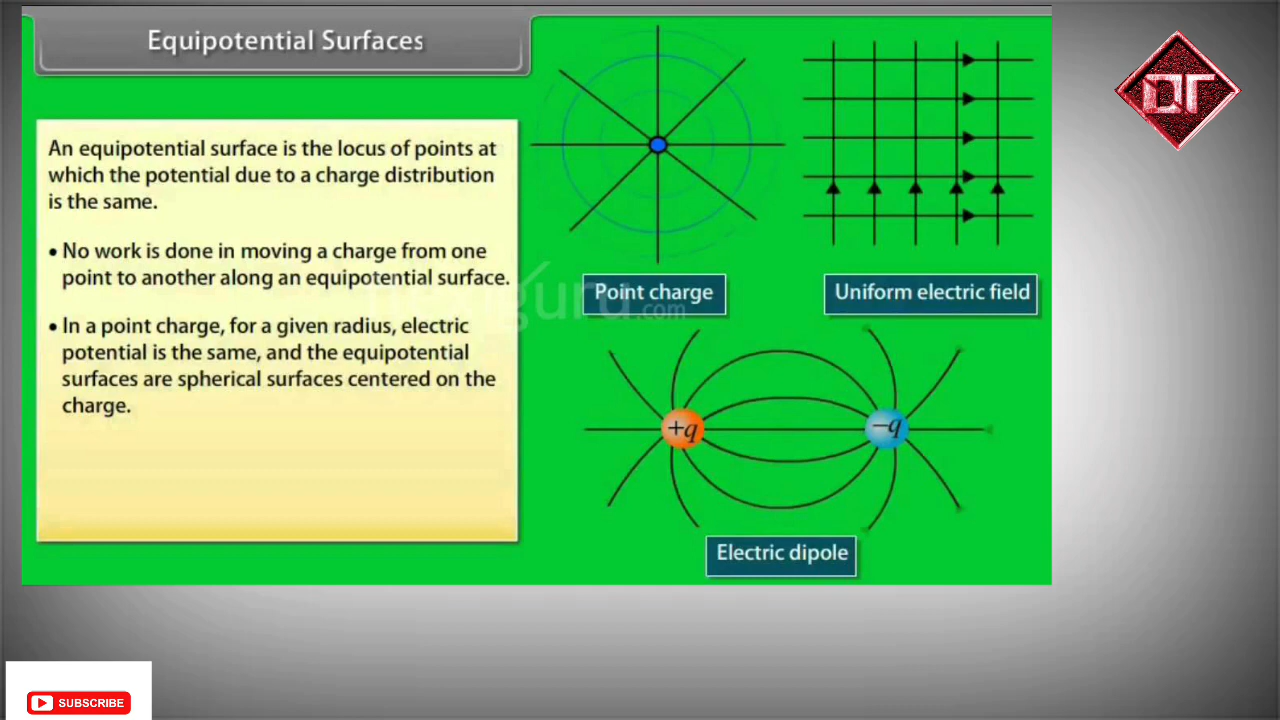 Equipotential Surfaces
An equipotential surface is the locus of points at
which the potential due to a charge distribution
is the same.
• No work is done in moving a charge from one
point to another along an equipotential surface.
• In a point charge, for a given radius, electric
potential is the same, and the equipotential
surfaces are spherical surfaces centered on the
charge.
Point charge
Uniform electric field
+q
−q
Electric dipole
guru.com
DT
SUBSCRIBE